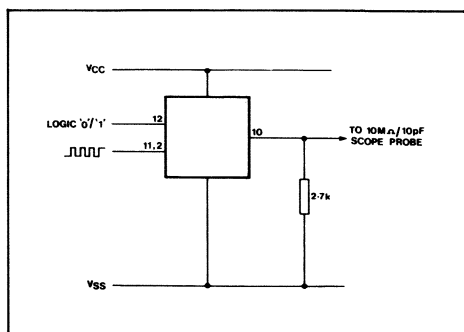 VCC
LOGIC '0'/'1'
12
11,2
10
TO 10MΩ/10pF
SCOPE PROBE
2·7k
VSS